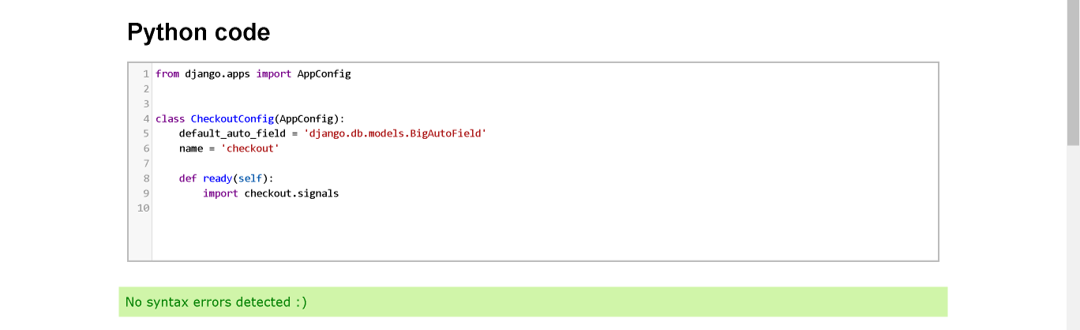 Python code
1 from django.apps import AppConfig
2
3
4 class CheckoutConfig(AppConfig):
5     default_auto_field = 'django.db.models.BigAutoField'
6     name = 'checkout'
7
8     def ready(self):
9         import checkout.signals
10
No syntax errors detected :)